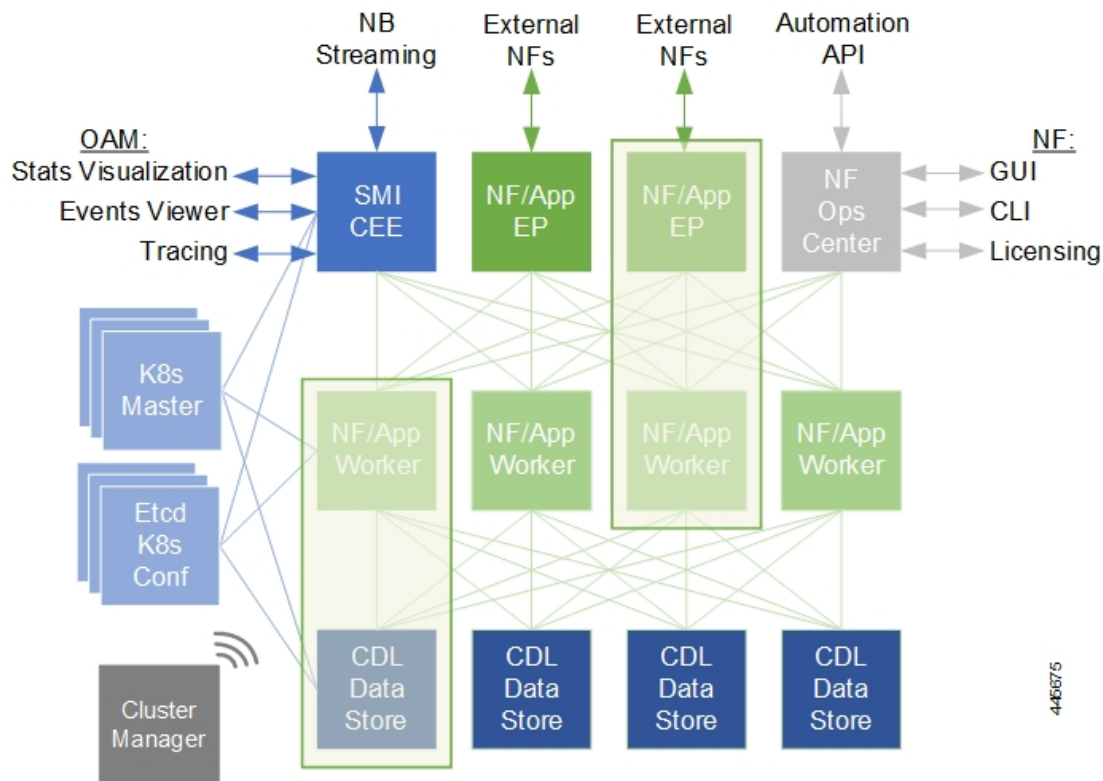 NB
Streaming
External
NFs
External
NFs
Automation
API
OAM:
Stats Visualization
Events Viewer
Tracing
SMI
CEE
NF/App
EP
NF/App
EP
NF
Ops
Center
NF:
GUI
CLI
Licensing
K8s
Master
NF/App
Worker
NF/App
Worker
NF/App
Worker
NF/App
Worker
Etcd
K8s
Conf
Cluster
Manager
CDL
Data
Store
CDL
Data
Store
CDL
Data
Store
CDL
Data
Store
445675